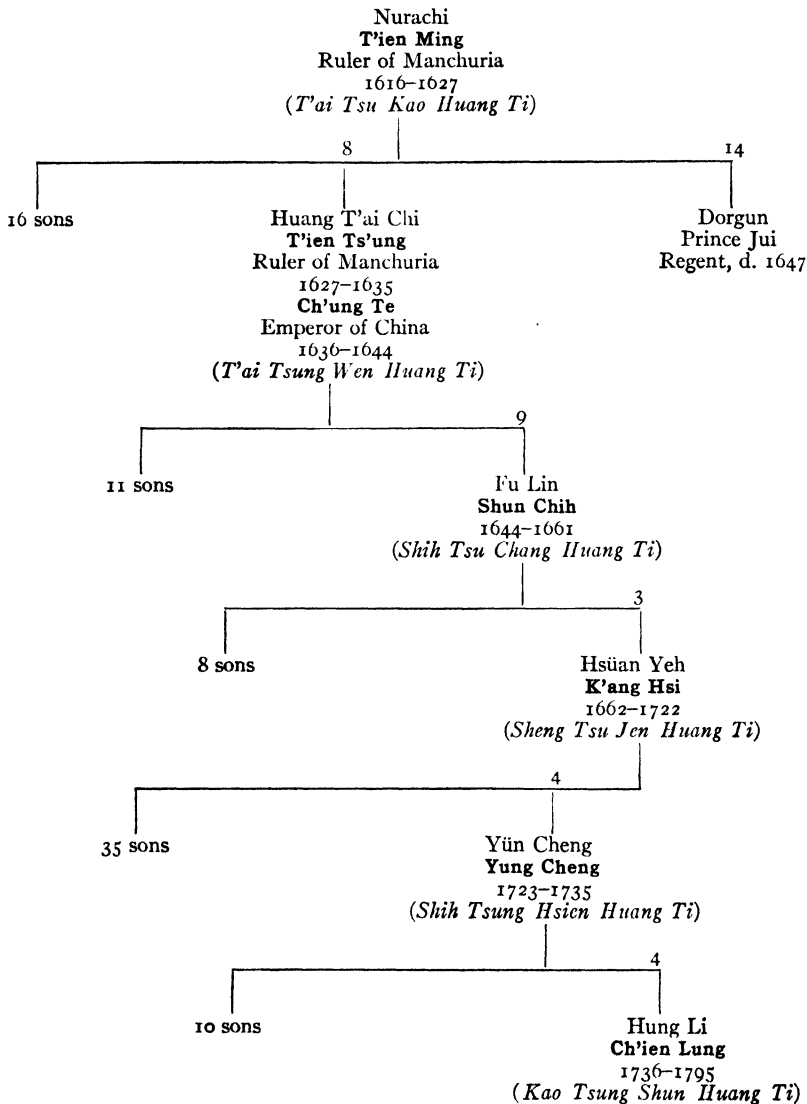 Nurachi
T'ien Ming
Ruler of Manchuria
1616–1627
(T'ai Tsu Kao Huang Ti)
8
14
16 sons
Huang T'ai Chi
T'ien Ts'ung
Ruler of Manchuria
1627–1635
Ch'ung Te
Emperor of China
1636–1644
(T'ai Tsung Wen Huang Ti)
Dorgun
Prince Jui
Regent, d. 1647
9
11 sons
Fu Lin
Shun Chih
1644–1661
(Shih Tsu Chang Huang Ti)
3
8 sons
Hsüan Yeh
K'ang Hsi
1662–1722
(Sheng Tsu Jen Huang Ti)
4
35 sons
Yün Cheng
Yung Cheng
1723–1735
(Shih Tsung Hsien Huang Ti)
4
10 sons
Hung Li
Ch'ien Lung
1736–1795
(Kao Tsung Shun Huang Ti)